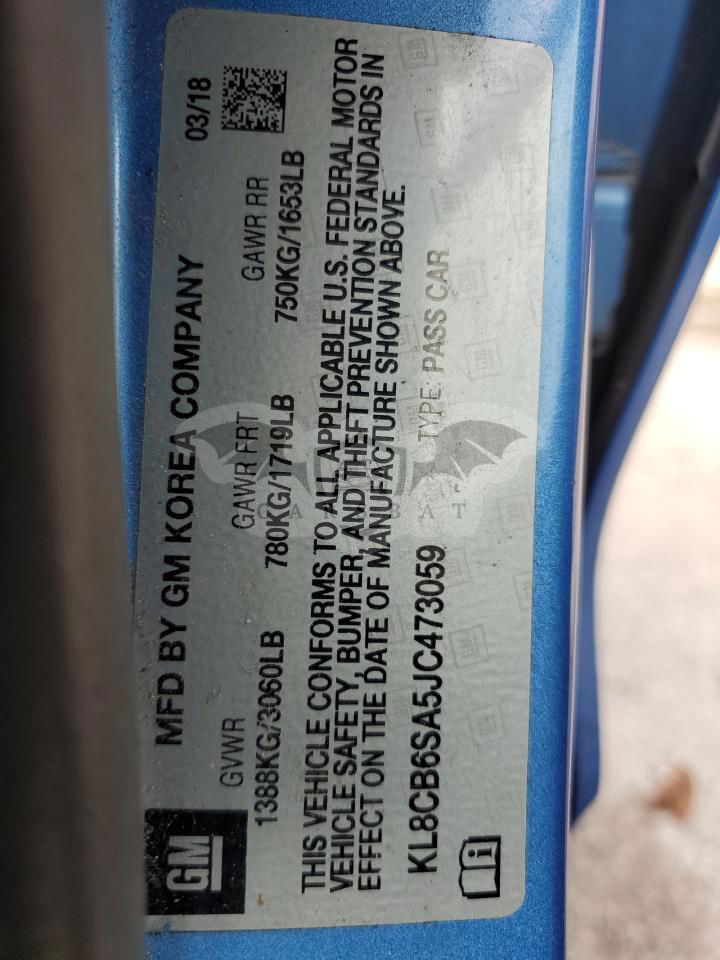 GM
MFD BY GM KOREA COMPANY 03/18
GVWR GAWR FRT GAWR RR
1388KG/3060LB 780KG/1719LB 750KG/1653LB
THIS VEHICLE CONFORMS TO ALL APPLICABLE U.S. FEDERAL MOTOR
VEHICLE SAFETY, BUMPER, AND THEFT PREVENTION STANDARDS IN
EFFECT ON THE DATE OF MANUFACTURE SHOWN ABOVE.
KL8CB6SA5JC473059 TYPE: PASS CAR